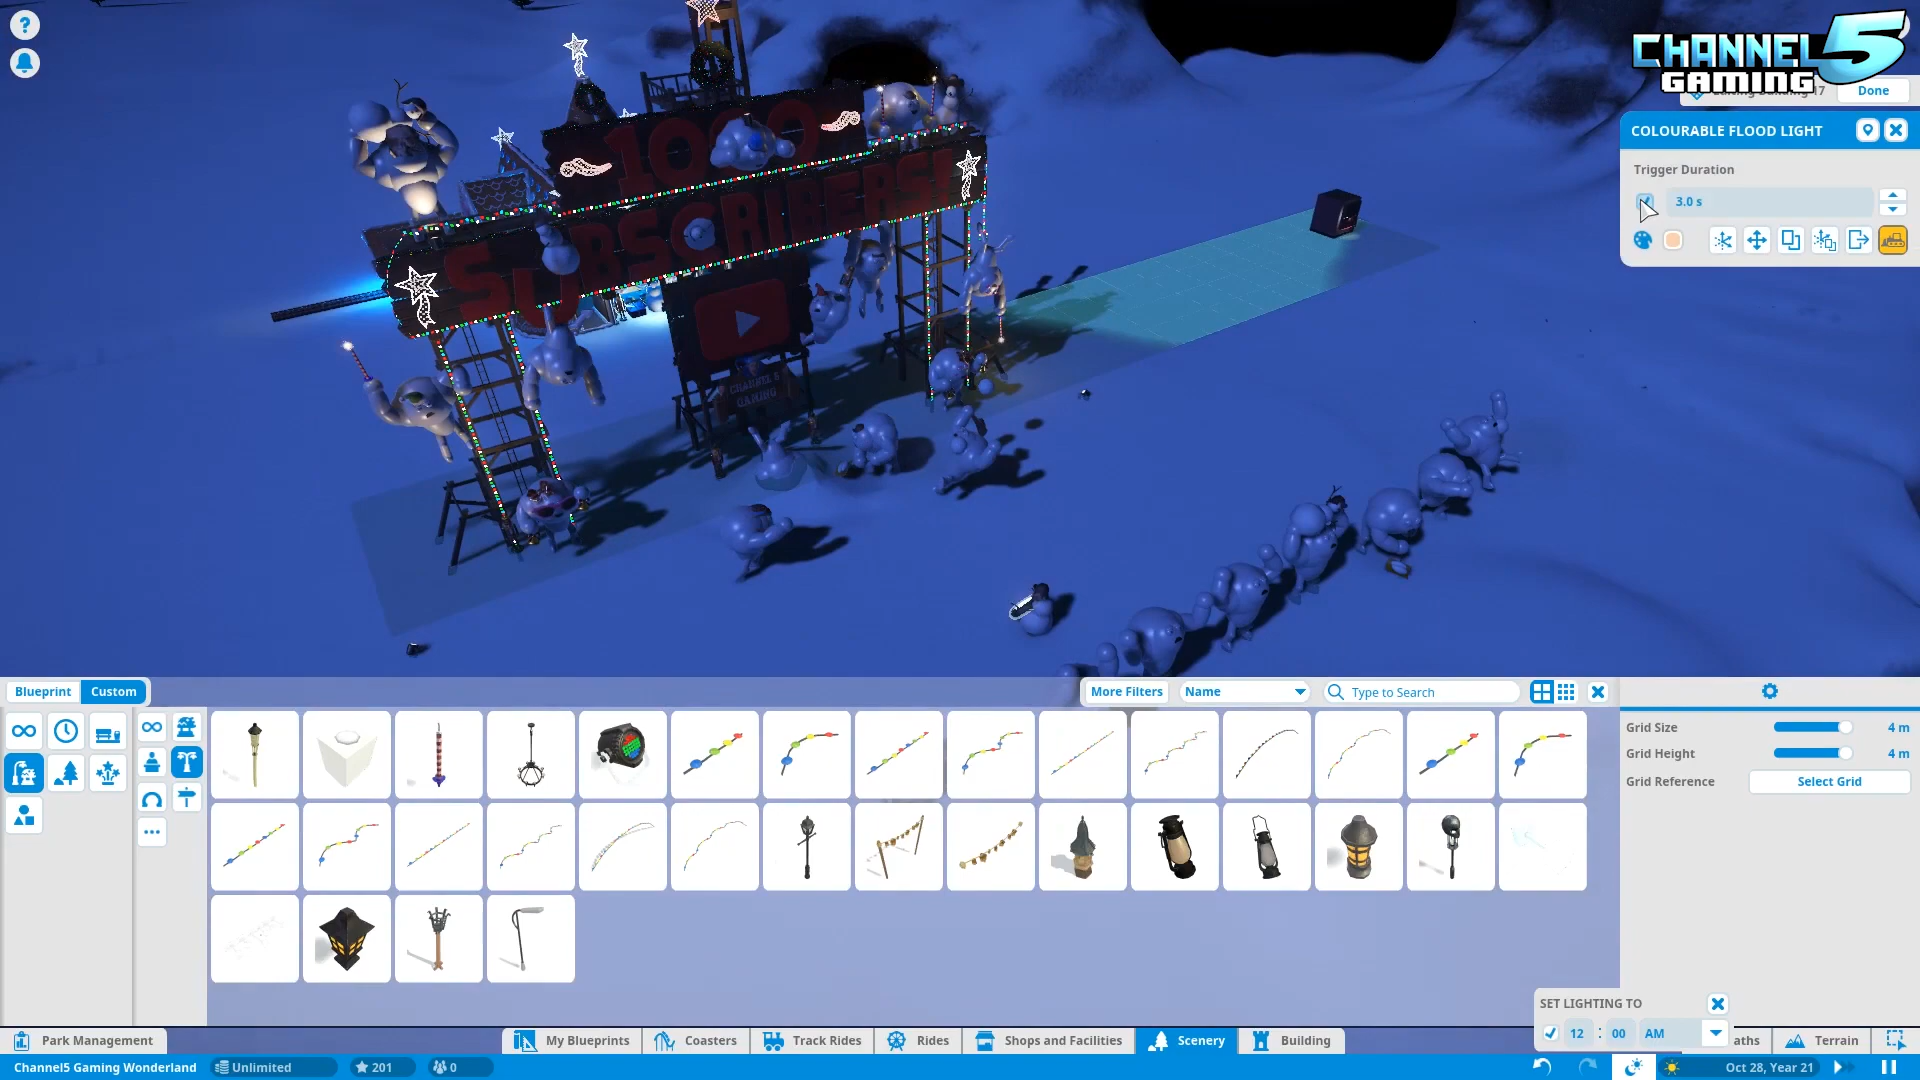 ?
CHANNEL 5
GAMING
17
Done
COLOURABLE FLOOD LIGHT
Trigger Duration
3.0 s
1000
SUBSCRIBERS!
CHANNEL 5
GAMING
Blueprint
Custom
More Filters
Name
Type to Search
Grid Size
4 m
Grid Height
4 m
Grid Reference
Select Grid
SET LIGHTING TO
12 : 00 AM
Park Management
My Blueprints
Coasters
Track Rides
Rides
Shops and Facilities
Scenery
Building
aths
Terrain
Channel5 Gaming Wonderland
Unlimited
201
0
Oct 28, Year 21